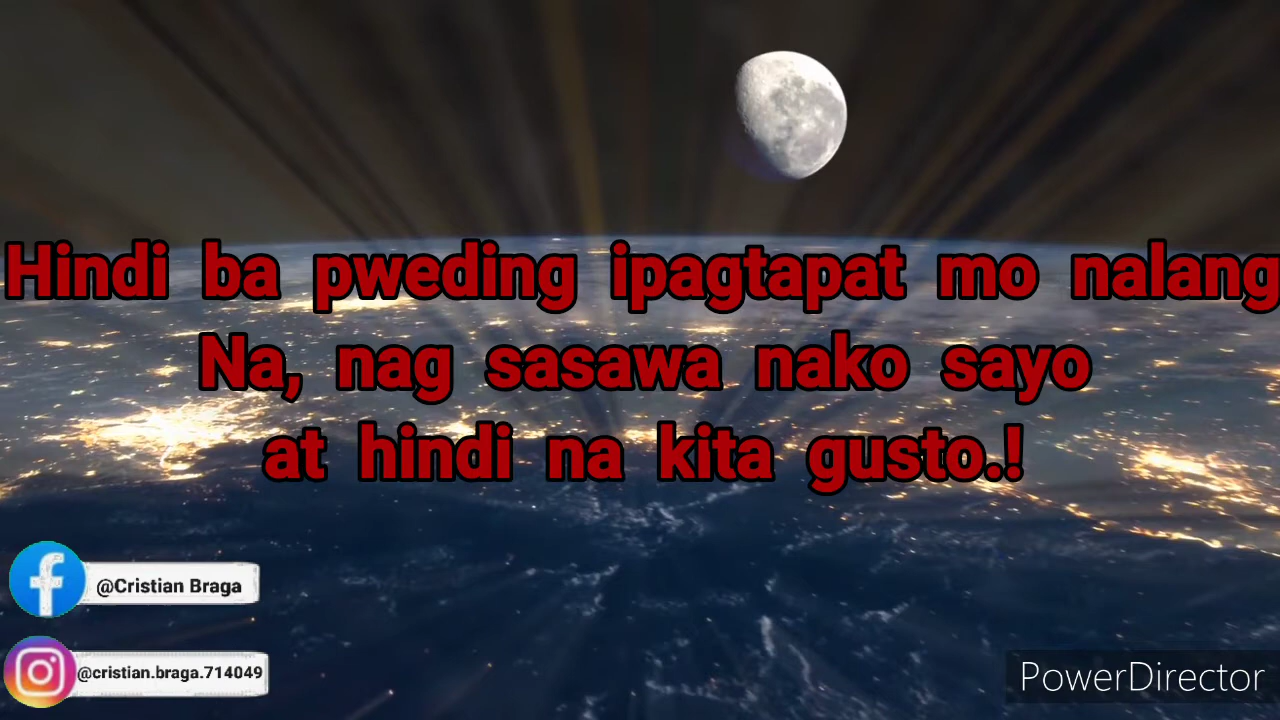 Hindi ba pweding ipagtapat mo nalang
Na, nag sasawa nako sayo
at hindi na kita gusto.!
@Cristian Braga
@cristian.braga.714049
PowerDirector